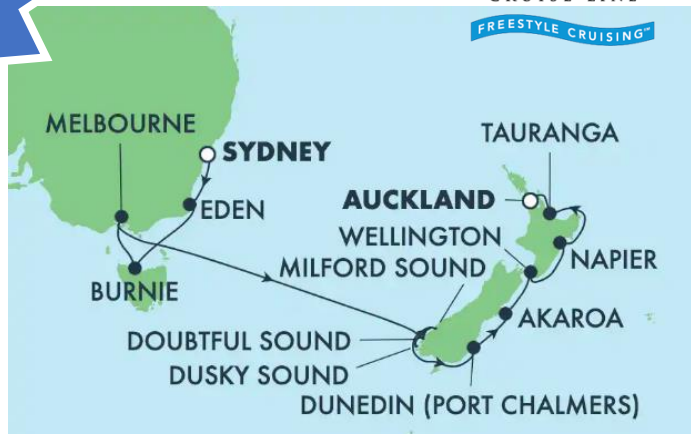 FREESTYLE CRUISING™
MELBOURNE
SYDNEY
TAURANGA
EDEN
AUCKLAND
WELLINGTON
NAPIER
MILFORD SOUND
BURNIE
AKAROA
DOUBTFUL SOUND
DUSKY SOUND
DUNEDIN (PORT CHALMERS)